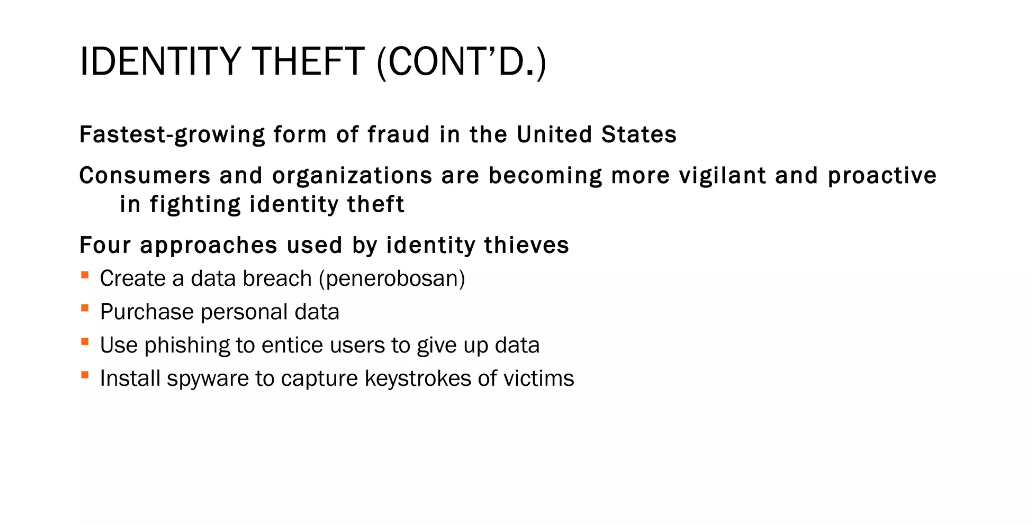 IDENTITY THEFT (CONT’D.)
Fastest-growing form of fraud in the United States
Consumers and organizations are becoming more vigilant and proactive
in fighting identity theft
Four approaches used by identity thieves
▪ Create a data breach (penerobosan)
▪ Purchase personal data
▪ Use phishing to entice users to give up data
▪ Install spyware to capture keystrokes of victims